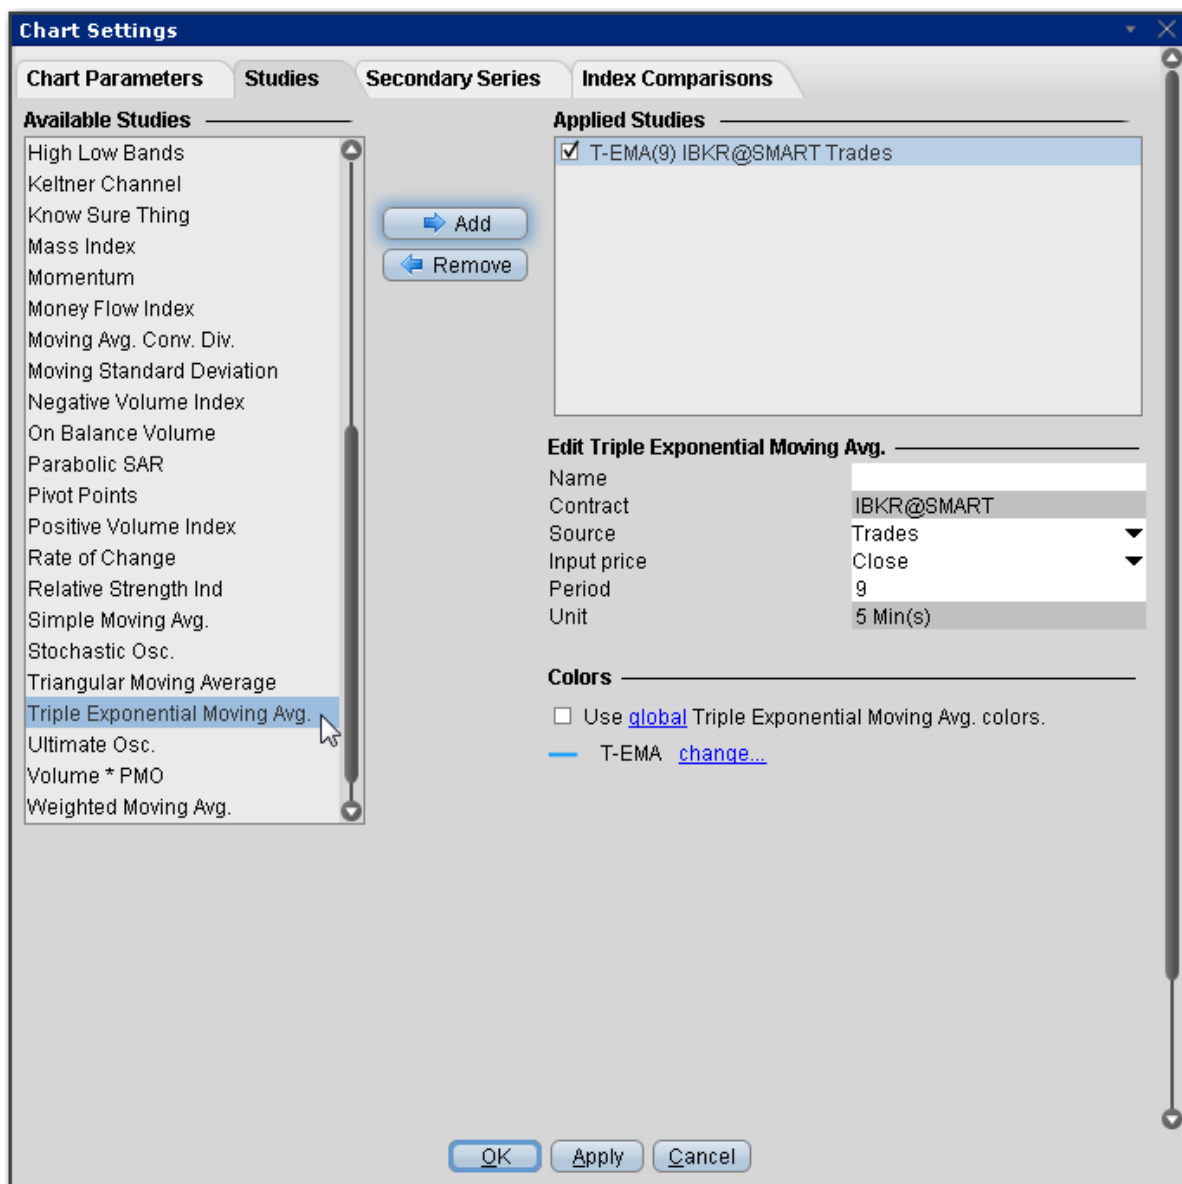 Chart Settings
Chart Parameters
Studies
Secondary Series
Index Comparisons
Available Studies
High Low Bands
Keltner Channel
Know Sure Thing
Mass Index
Momentum
Money Flow Index
Moving Avg. Conv. Div.
Moving Standard Deviation
Negative Volume Index
On Balance Volume
Parabolic SAR
Pivot Points
Positive Volume Index
Rate of Change
Relative Strength Ind
Simple Moving Avg.
Stochastic Osc.
Triangular Moving Average
Triple Exponential Moving Avg.
Ultimate Osc.
Volume * PMO
Weighted Moving Avg.
Add
Remove
Applied Studies
T-EMA(9) IBKR@SMART Trades
Edit Triple Exponential Moving Avg.
Name
Contract IBKR@SMART
Source Trades
Input price Close
Period 9
Unit 5 Min(s)
Colors
Use global Triple Exponential Moving Avg. colors.
T-EMA change...
OK
Apply
Cancel